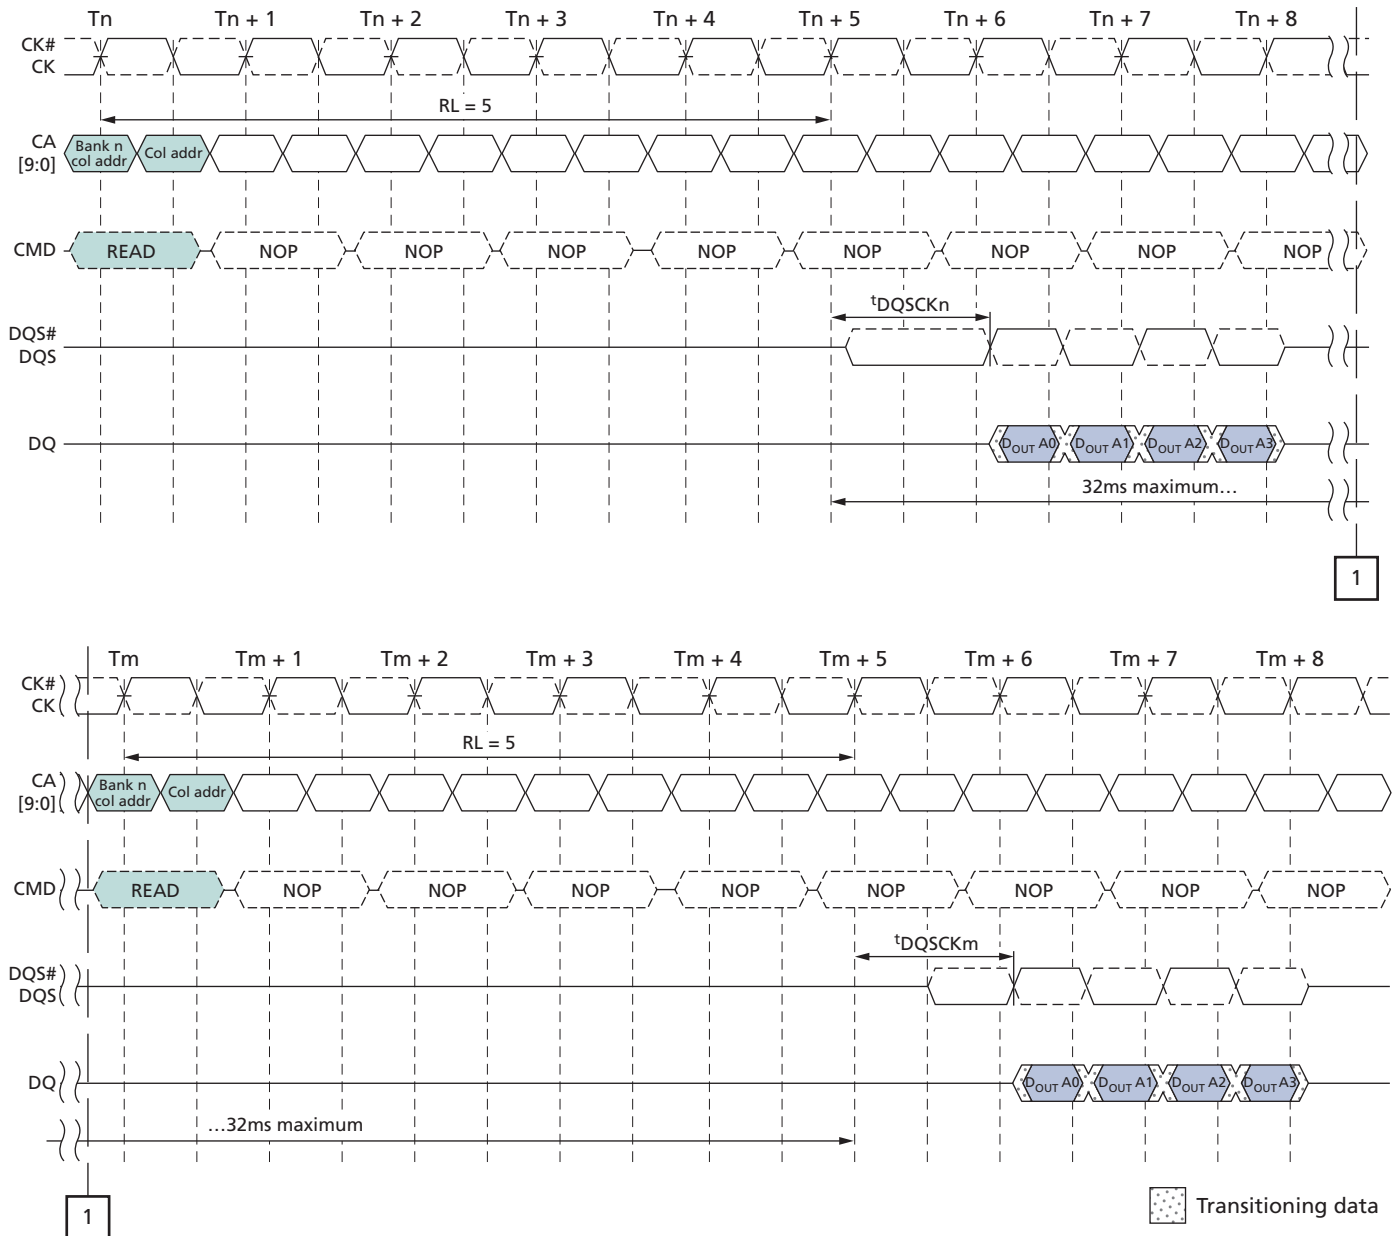 Tn Tn + 1 Tn + 2 Tn + 3 Tn + 4 Tn + 5 Tn + 6 Tn + 7 Tn + 8
CK#
CK
RL = 5
CA
[9:0]
Bank n
col addr
Col addr
CMD READ NOP NOP NOP NOP NOP NOP NOP NOP
tDQSCKn
DQS#
DQS
DQ DOUT A0 DOUT A1 DOUT A2 DOUT A3
32ms maximum…
1
Tm Tm + 1 Tm + 2 Tm + 3 Tm + 4 Tm + 5 Tm + 6 Tm + 7 Tm + 8
CK#
CK
RL = 5
CA
[9:0]
Bank n
col addr
Col addr
CMD READ NOP NOP NOP NOP NOP NOP NOP NOP
tDQSCKm
DQS#
DQS
DQ DOUT A0 DOUT A1 DOUT A2 DOUT A3
…32ms maximum
1
Transitioning data